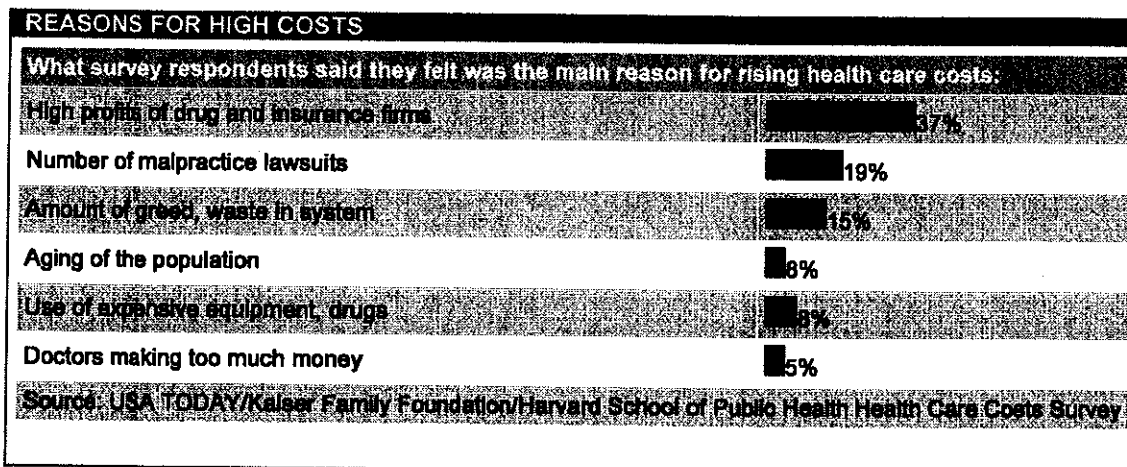 REASONS FOR HIGH COSTS
What survey respondents said they felt was the main reason for rising health care costs:
High profits of drug and insurance firms 37%
Number of malpractice lawsuits 19%
Amount of greed, waste in system 15%
Aging of the population
Use of expensive equipment, drugs 8%
Doctors making too much money 5%
Source: USA TODAY/Kaiser Family Foundation/Harvard School of Public Health Health Care Costs Survey